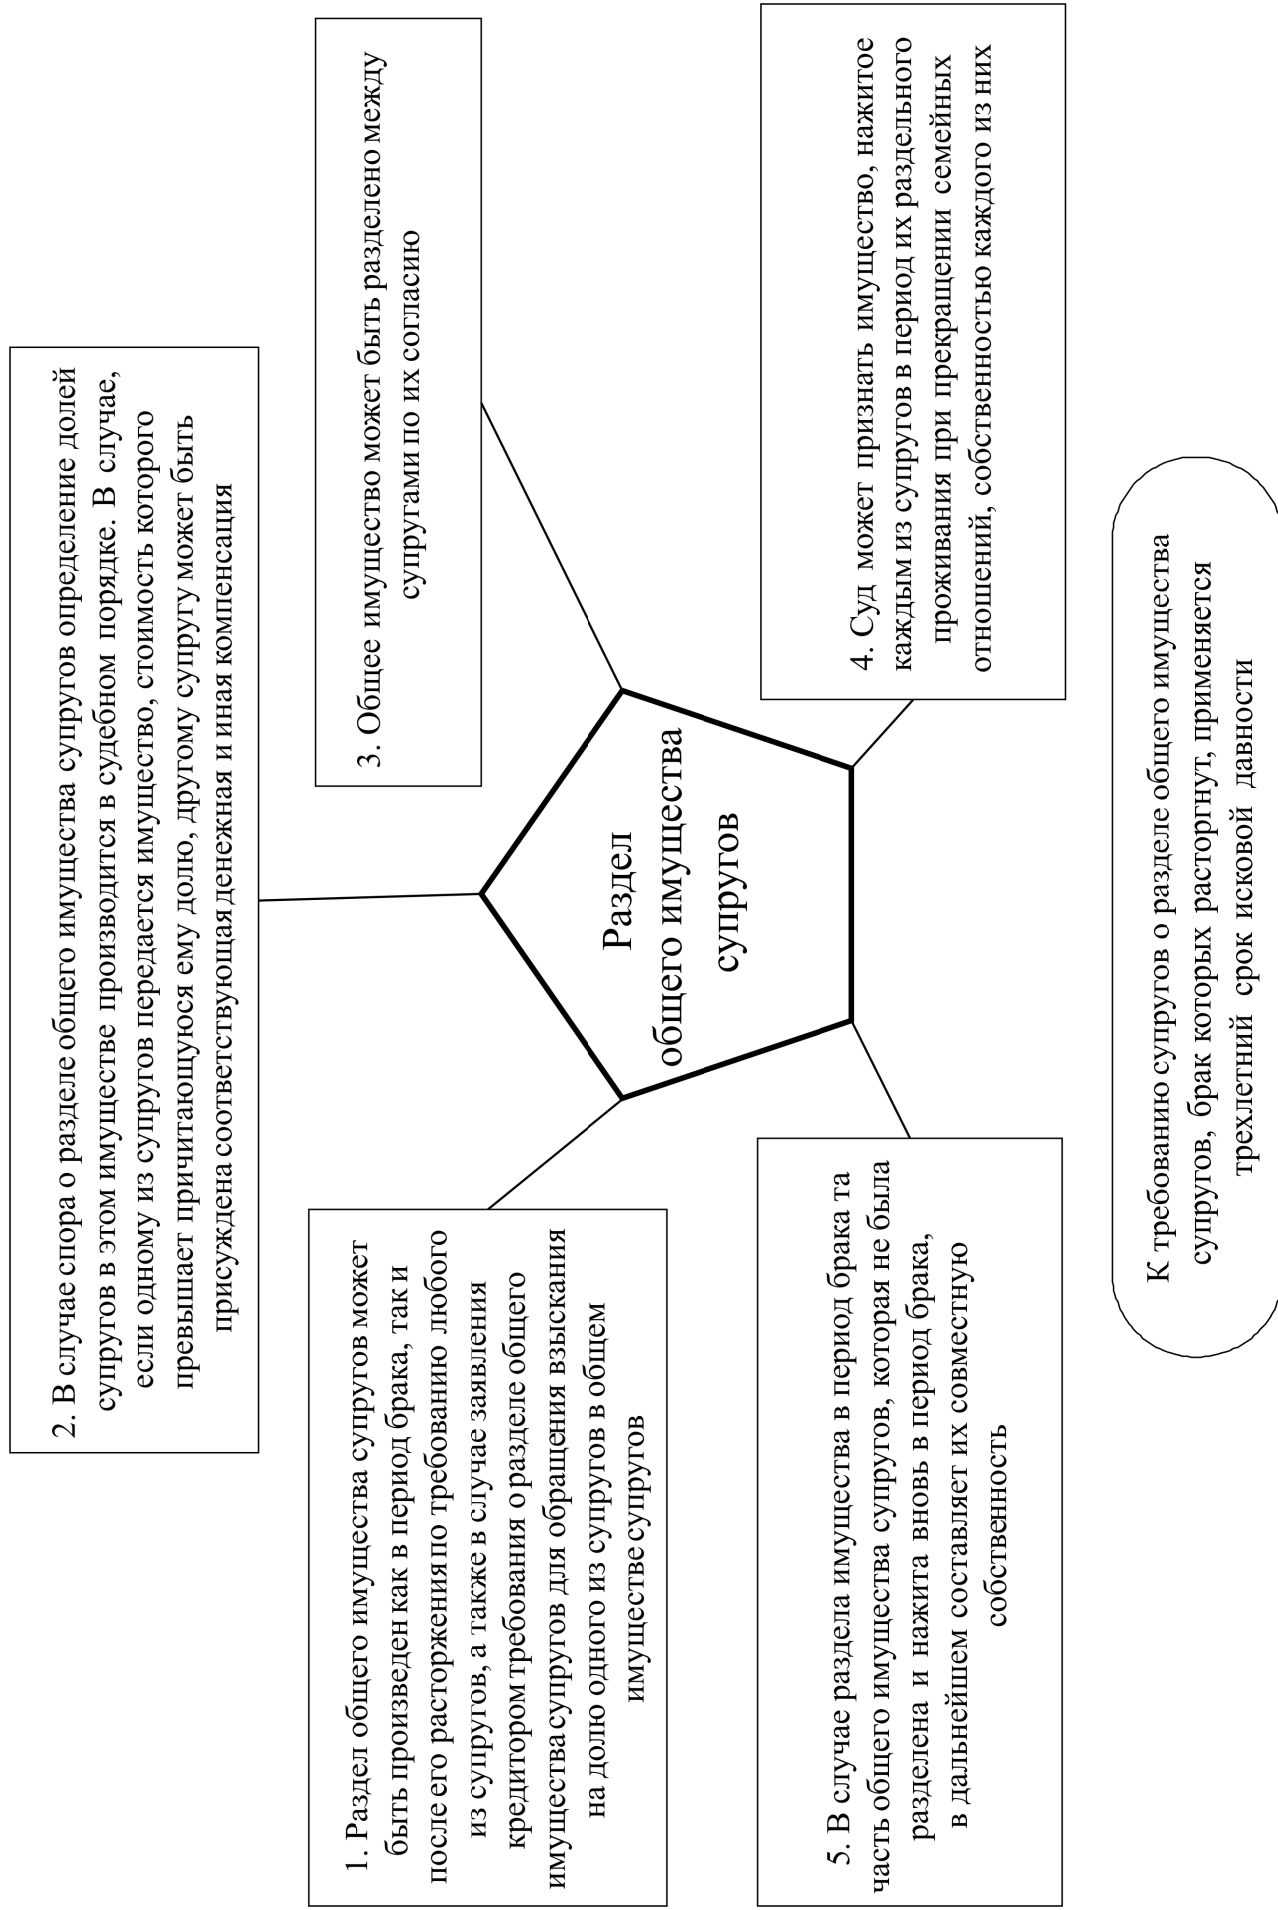 2. В случае спора о разделе общего имущества супругов определение долей
супругов в этом имуществе производится в судебном порядке. В случае,
если одному из супругов передается имущество, стоимость которого
превышает причитающуюся ему долю, другому супругу может быть
присуждена соответствующая денежная и иная компенсация
1. Раздел общего имущества супругов может
быть произведен как в период брака, так и
после его расторжения по требованию любого
из супругов, а также в случае заявления
кредитором требования о разделе общего
имущества супругов для обращения взыскания
на долю одного из супругов в общем
имуществе супругов
3. Общее имущество может быть разделено между
супругами по их согласию
Раздел
общего имущества
супругов
5. В случае раздела имущества в период брака та
часть общего имущества супругов, которая не была
разделена и нажита вновь в период брака,
в дальнейшем составляет их совместную
собственность
4. Суд может признать имущество, нажитое
каждым из супругов в период их раздельного
проживания при прекращении семейных
отношений, собственностью каждого из них
К требованию супругов о разделе общего имущества
супругов, брак которых расторгнут, применяется
трехлетний срок исковой давности